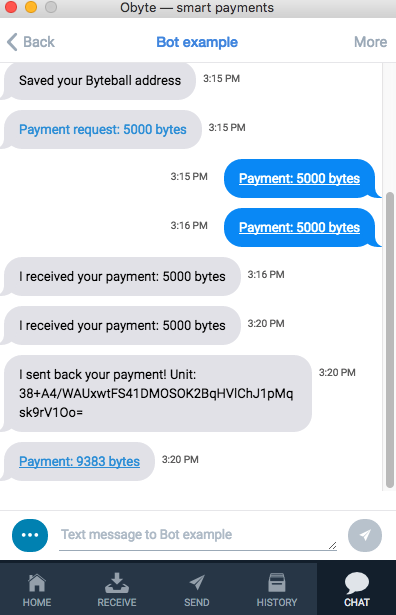 Obyte — smart payments
Back
Bot example
More
Saved your Byteball address
3:15 PM
Payment request: 5000 bytes
3:15 PM
3:15 PM
Payment: 5000 bytes
3:16 PM
Payment: 5000 bytes
I received your payment: 5000 bytes
3:16 PM
I received your payment: 5000 bytes
3:20 PM
I sent back your payment! Unit:
38+A4/WAUxwtFS41DMOSOK2BqHVlChJ1pMq
sk9rV1Oo=
3:20 PM
Payment: 9383 bytes
3:20 PM
Text message to Bot example
HOME
RECEIVE
SEND
HISTORY
CHAT